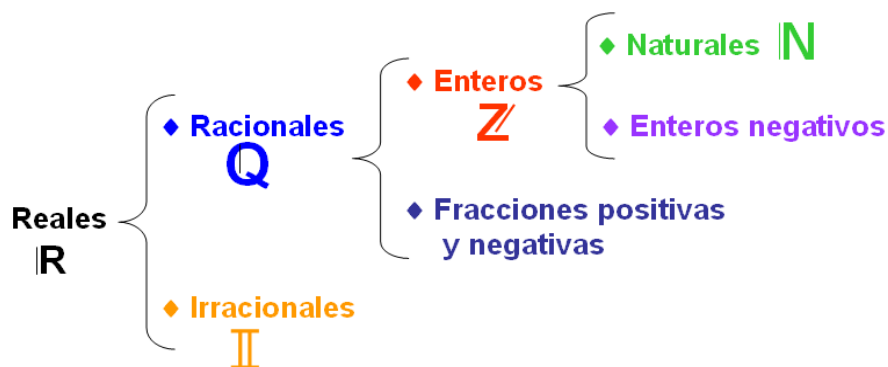 ◆ Naturales ℕ
◆ Enteros
ℤ
◆ Racionales
ℚ
◆ Enteros negativos
Reales
ℝ
◆ Fracciones positivas
y negativas
◆ Irracionales
𝕀